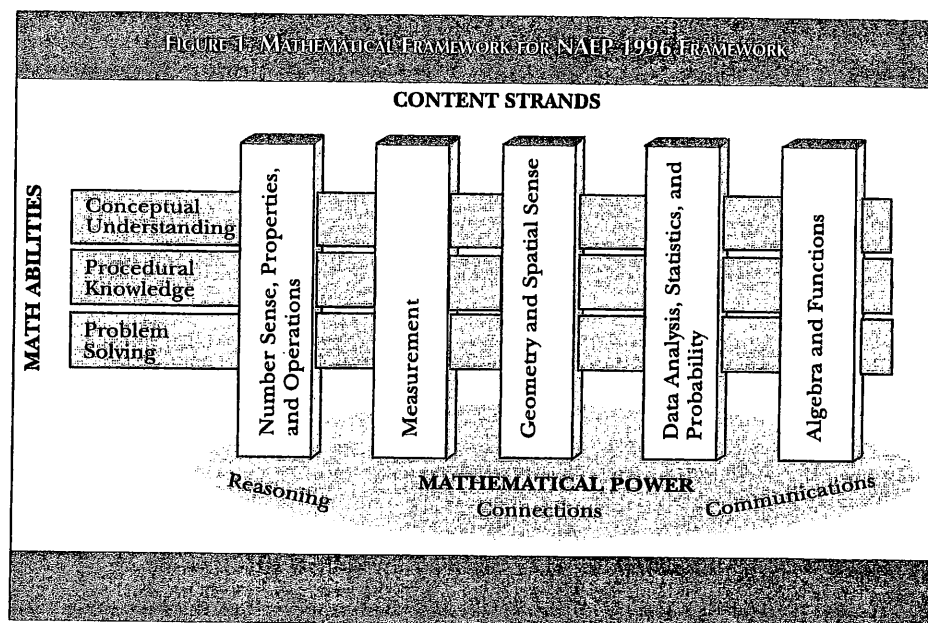 FIGURE 1. MATHEMATICAL FRAMEWORK FOR NAEP 1996 FRAMEWORK
CONTENT STRANDS
MATH ABILITIES
Conceptual
Understanding
Procedural
Knowledge
Problem
Solving
Number Sense, Properties,
and Operations
Measurement
Geometry and Spatial Sense
Data Analysis, Statistics, and
Probability
Algebra and Functions
MATHEMATICAL POWER
Reasoning
Connections
Communications